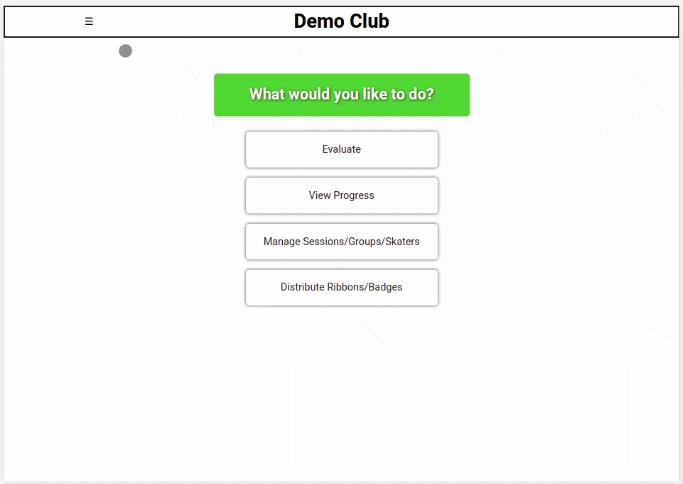 ☰ Demo Club
What would you like to do?
Evaluate
View Progress
Manage Sessions/Groups/Skaters
Distribute Ribbons/Badges